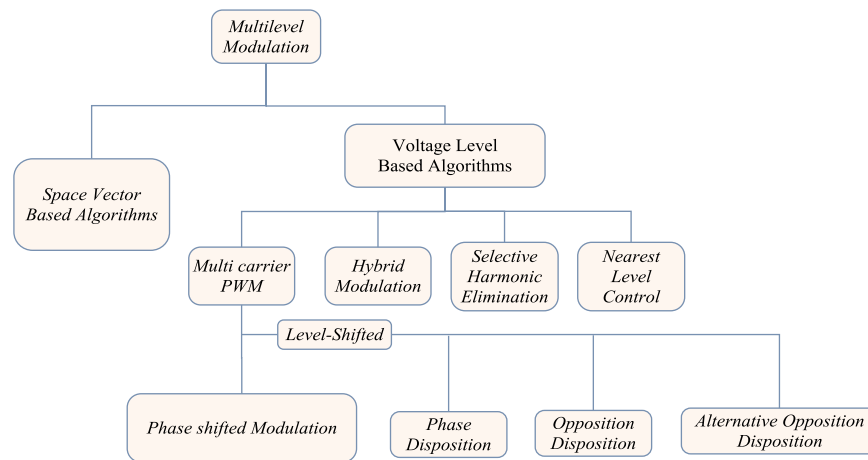 Multilevel
Modulation
Voltage Level
Based Algorithms
Space Vector
Based Algorithms
Multi carrier
PWM
Hybrid
Modulation
Selective
Harmonic
Elimination
Nearest
Level
Control
Level-Shifted
Phase shifted Modulation
Phase
Disposition
Opposition
Disposition
Alternative Opposition
Disposition